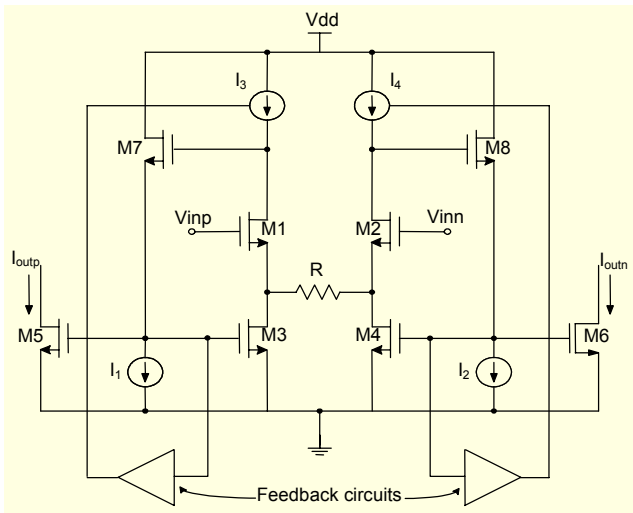 Vdd
I3
I4
M7
M8
Vinp
M1
M2
Vinn
Ioutp
R
Ioutn
M5
M3
M4
M6
I1
I2
Feedback circuits